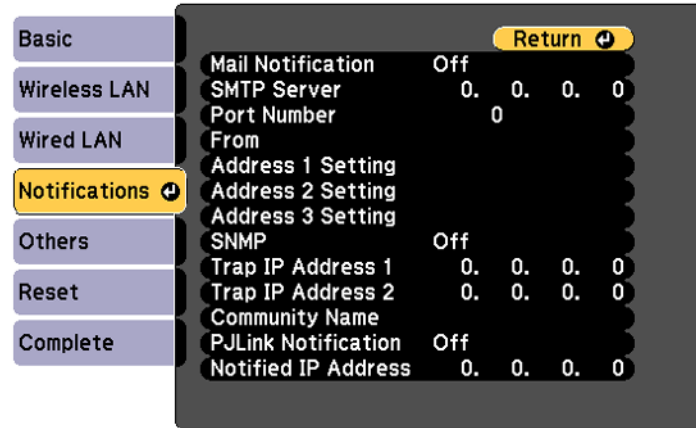 Basic
Wireless LAN
Wired LAN
Notifications
Others
Reset
Complete
Return
Mail Notification Off
SMTP Server 0. 0. 0. 0
Port Number 0
From
Address 1 Setting
Address 2 Setting
Address 3 Setting
SNMP Off
Trap IP Address 1 0. 0. 0. 0
Trap IP Address 2 0. 0. 0. 0
Community Name
PJLink Notification Off
Notified IP Address 0. 0. 0. 0